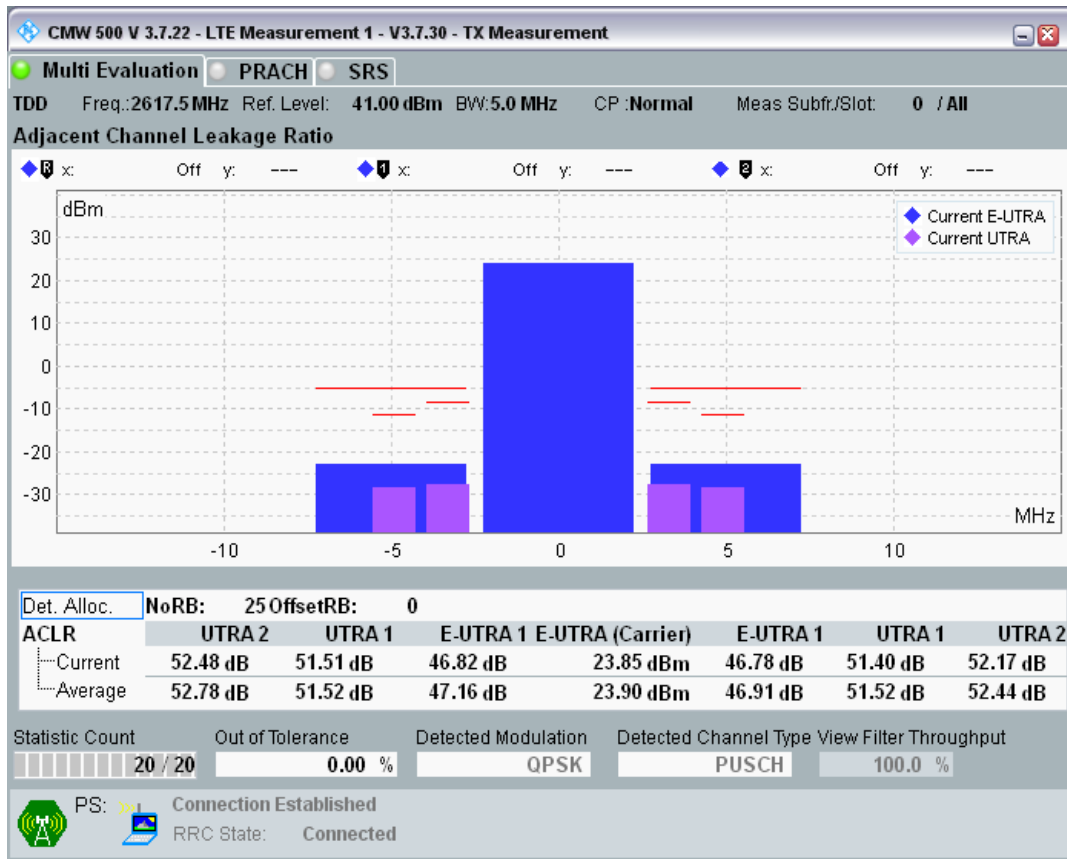 CMW 500 V 3.7.22 - LTE Measurement 1 - V3.7.30 - TX Measurement
Multi Evaluation PRACH SRS
TDD Freq.:2617.5 MHz Ref. Level: 41.00 dBm BW:5.0 MHz CP :Normal Meas Subfr./Slot: 0 / All
Adjacent Channel Leakage Ratio
R x: Off y: --- 1 x: Off y: --- 2 x: Off y: ---
dBm
Current E-UTRA
Current UTRA
30
20
10
0
-10
-20
-30
MHz
-10 -5 0 5 10
Det. Alloc. NoRB: 25 OffsetRB: 0
ACLR UTRA 2 UTRA 1 E-UTRA 1 E-UTRA (Carrier) E-UTRA 1 UTRA 1 UTRA 2
Current 52.48 dB 51.51 dB 46.82 dB 23.85 dBm 46.78 dB 51.40 dB 52.17 dB
Average 52.78 dB 51.52 dB 47.16 dB 23.90 dBm 46.91 dB 51.52 dB 52.44 dB
Statistic Count Out of Tolerance Detected Modulation Detected Channel Type View Filter Throughput
20 / 20 0.00 % QPSK PUSCH 100.0 %
PS: Connection Established
RRC State: Connected